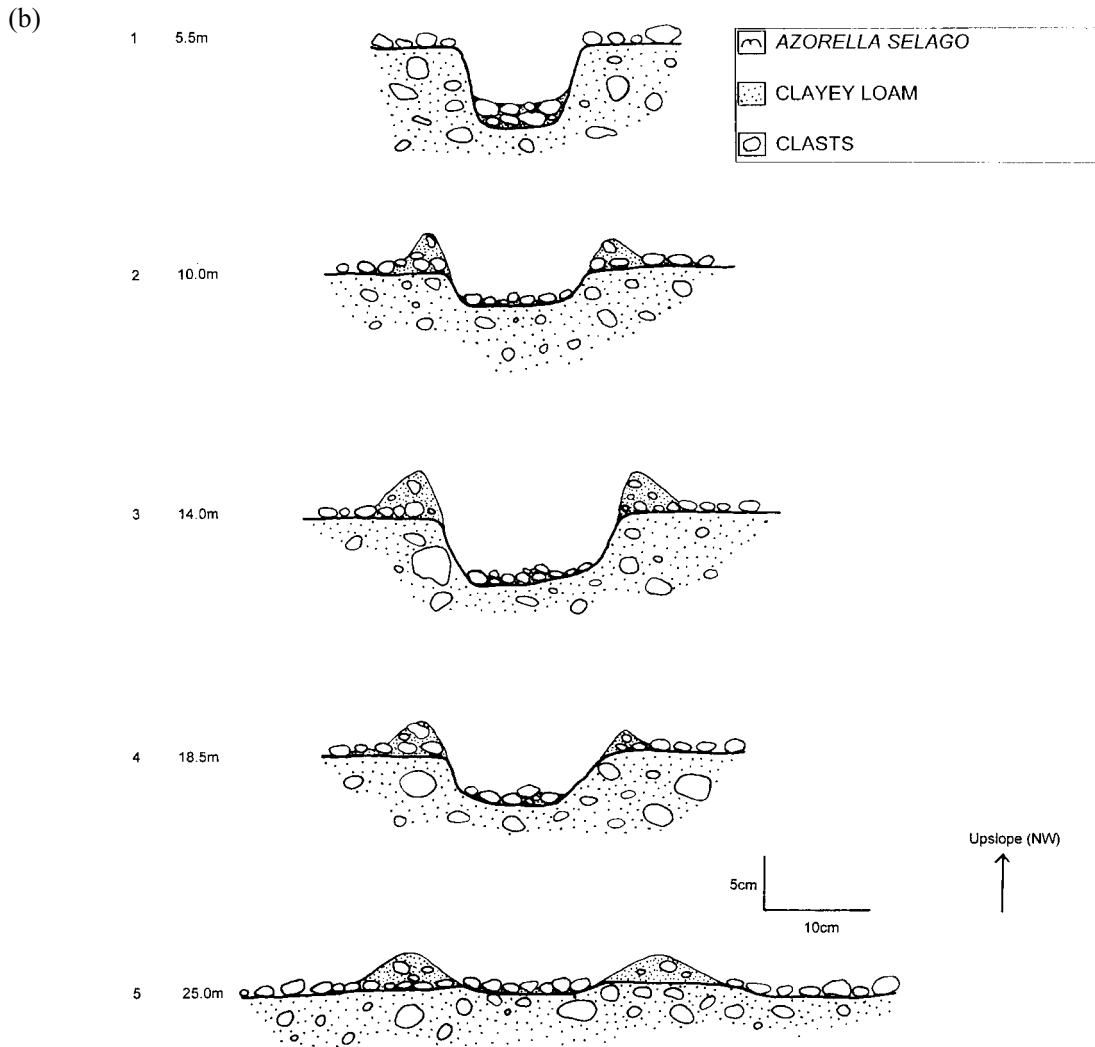 (b)
1 5.5m
AZORELLA SELAGO
CLAYEY LOAM
CLASTS
2 10.0m
3 14.0m
4 18.5m
Upslope (NW)
5cm
10cm
5 25.0m